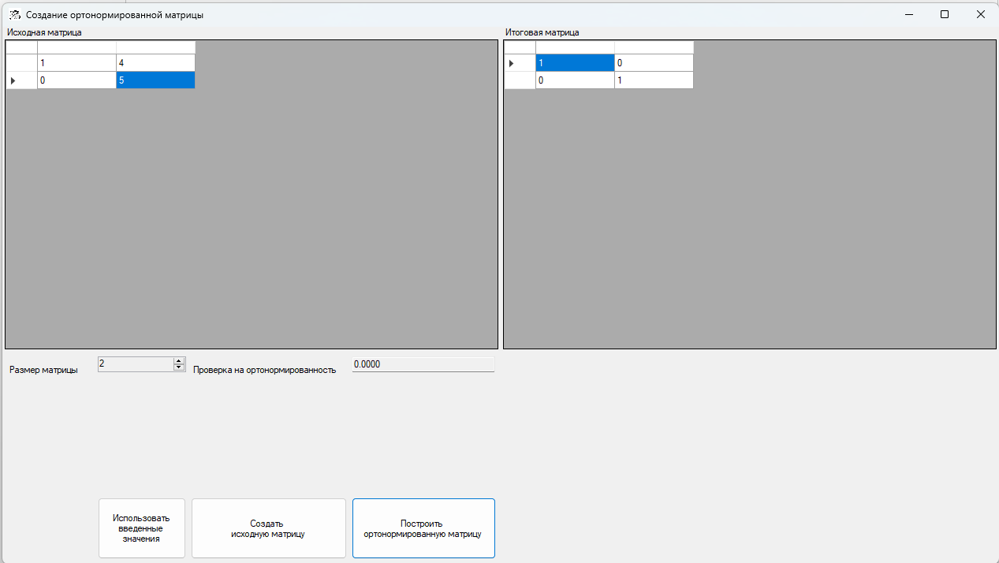 Создание ортонормированной матрицы
Исходная матрица
Итоговая матрица
1 4
0 5
1 0
0 1
Размер матрицы
2
Проверка на ортонормированность
0.0000
Использовать
введенные
значения
Создать
исходную матрицу
Построить
ортонормированную матрицу